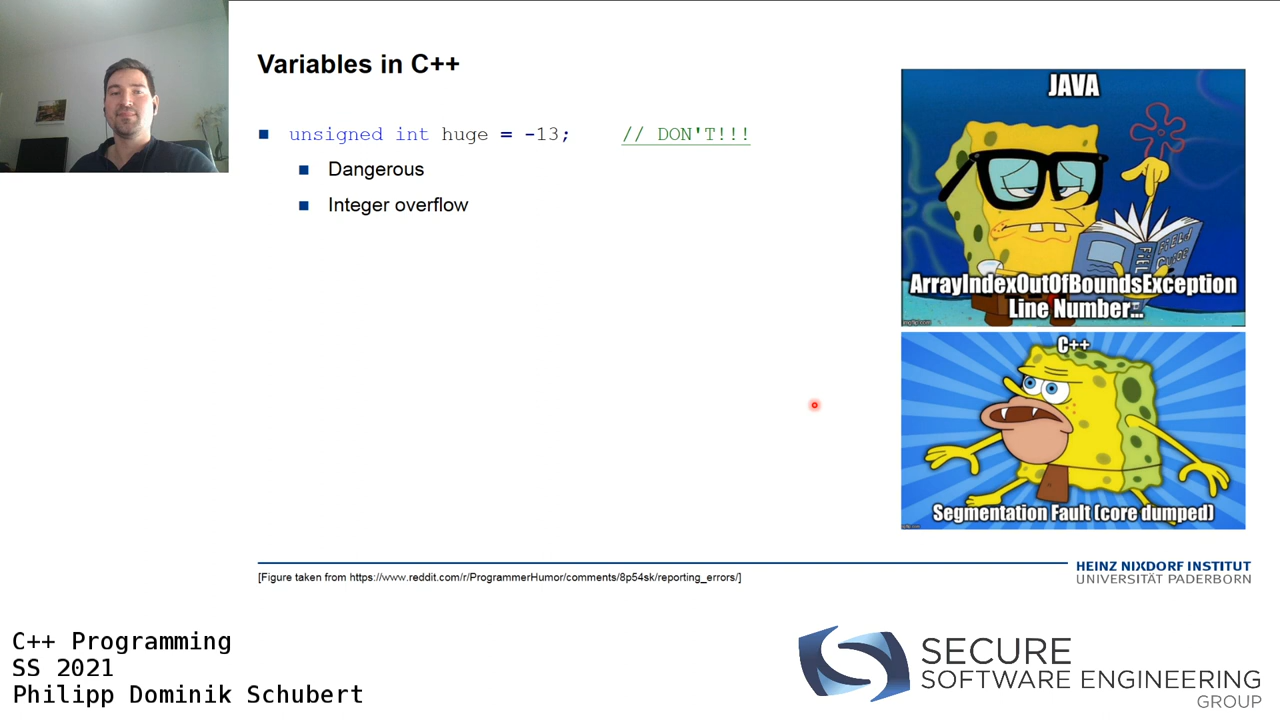 Variables in C++
unsigned int huge = -13; // DON'T!!!
Dangerous
Integer overflow
JAVA
FIELD
GUIDE
ArrayIndexOutOfBoundsException
Line Number...
C++
Segmentation Fault (core dumped)
[Figure taken from https://www.reddit.com/r/ProgrammerHumor/comments/8p54sk/reporting_errors/]
HEINZ NIXDORF INSTITUT
UNIVERSITÄT PADERBORN
C++ Programming
SS 2021
Philipp Dominik Schubert
SECURE
SOFTWARE ENGINEERING
GROUP